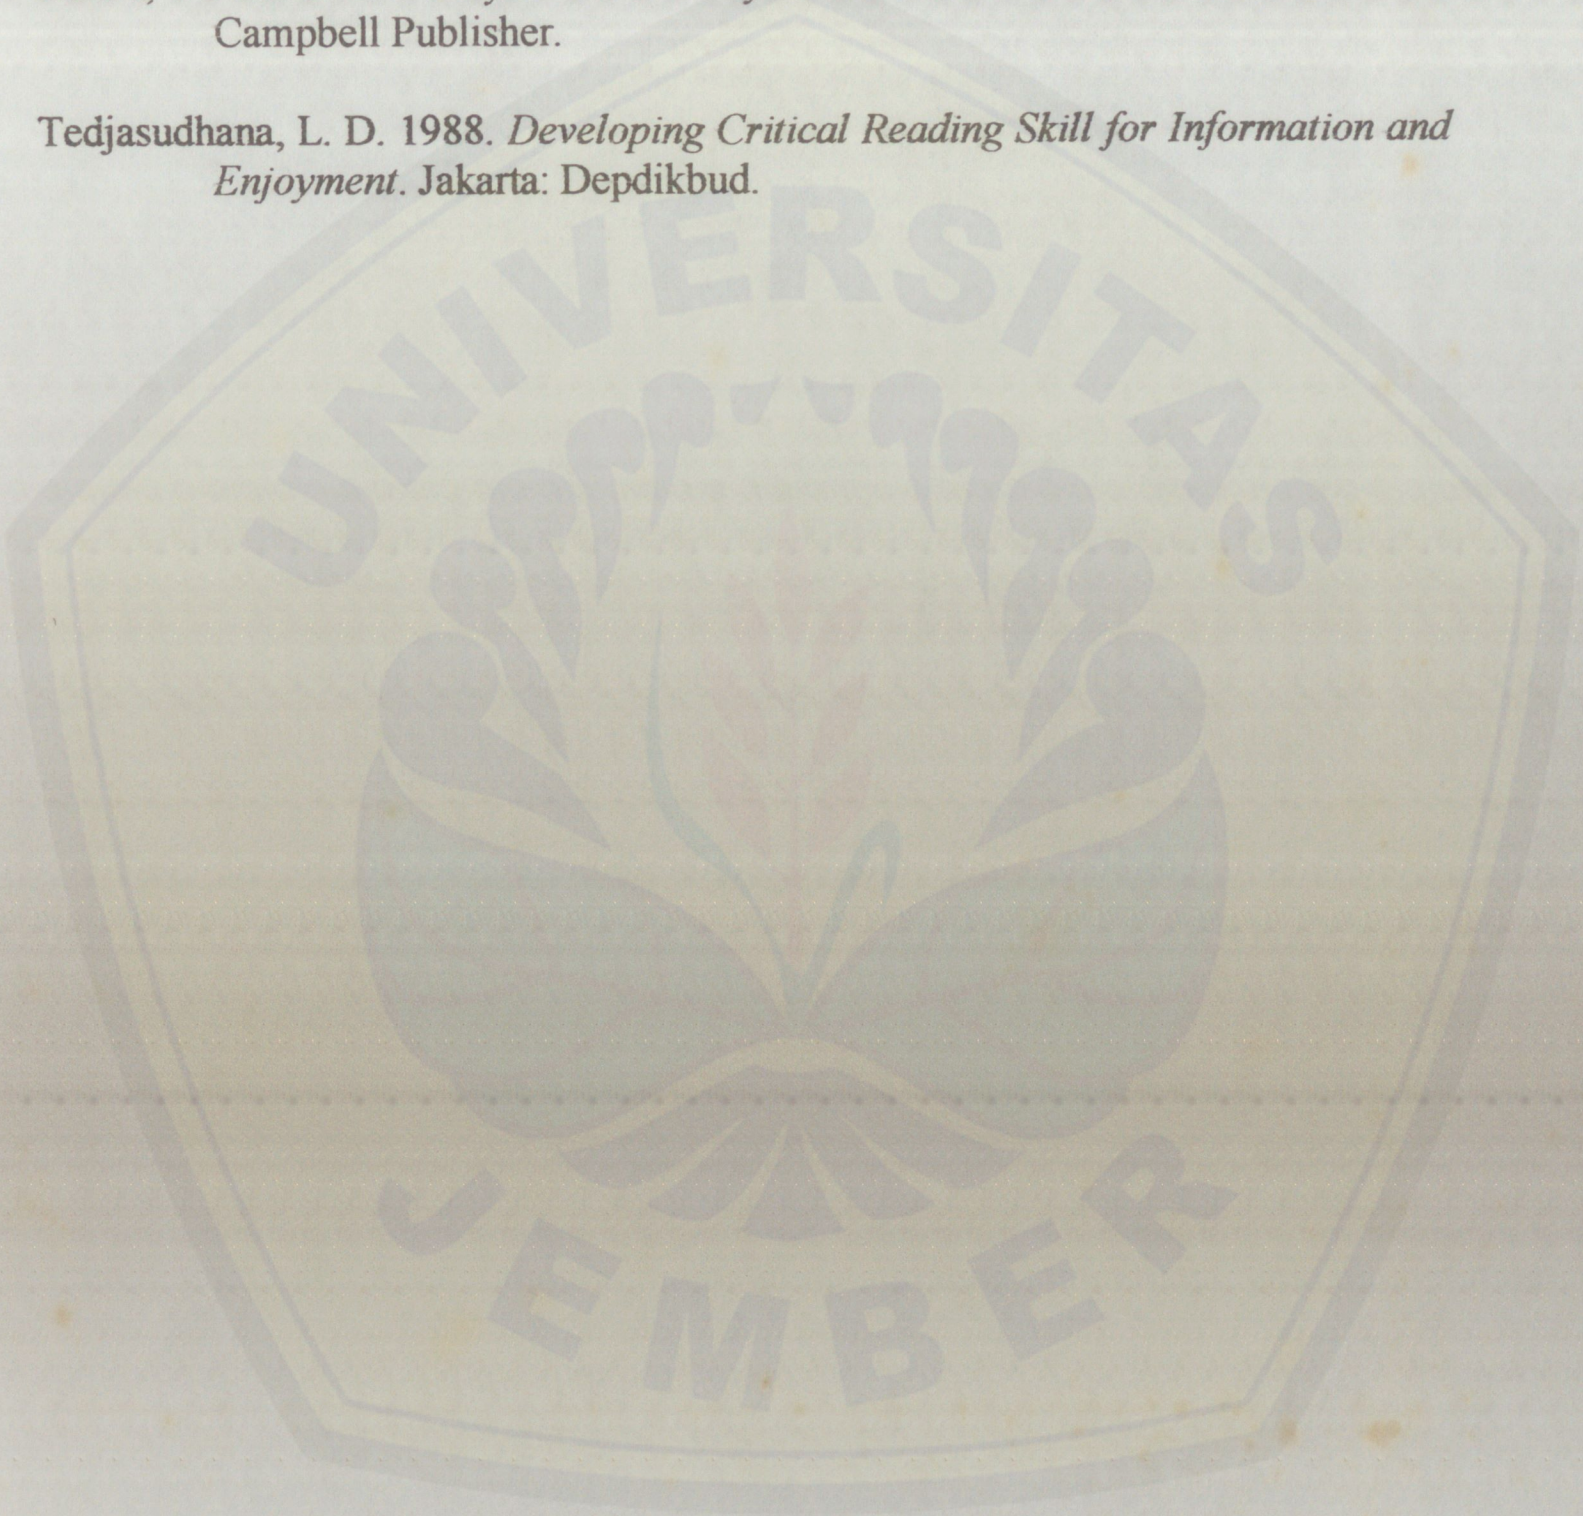 Campbell Publisher.
Tedjasudhana, L. D. 1988. Developing Critical Reading Skill for Information and
Enjoyment. Jakarta: Depdikbud.
UNIVERSITAS
JEMBER